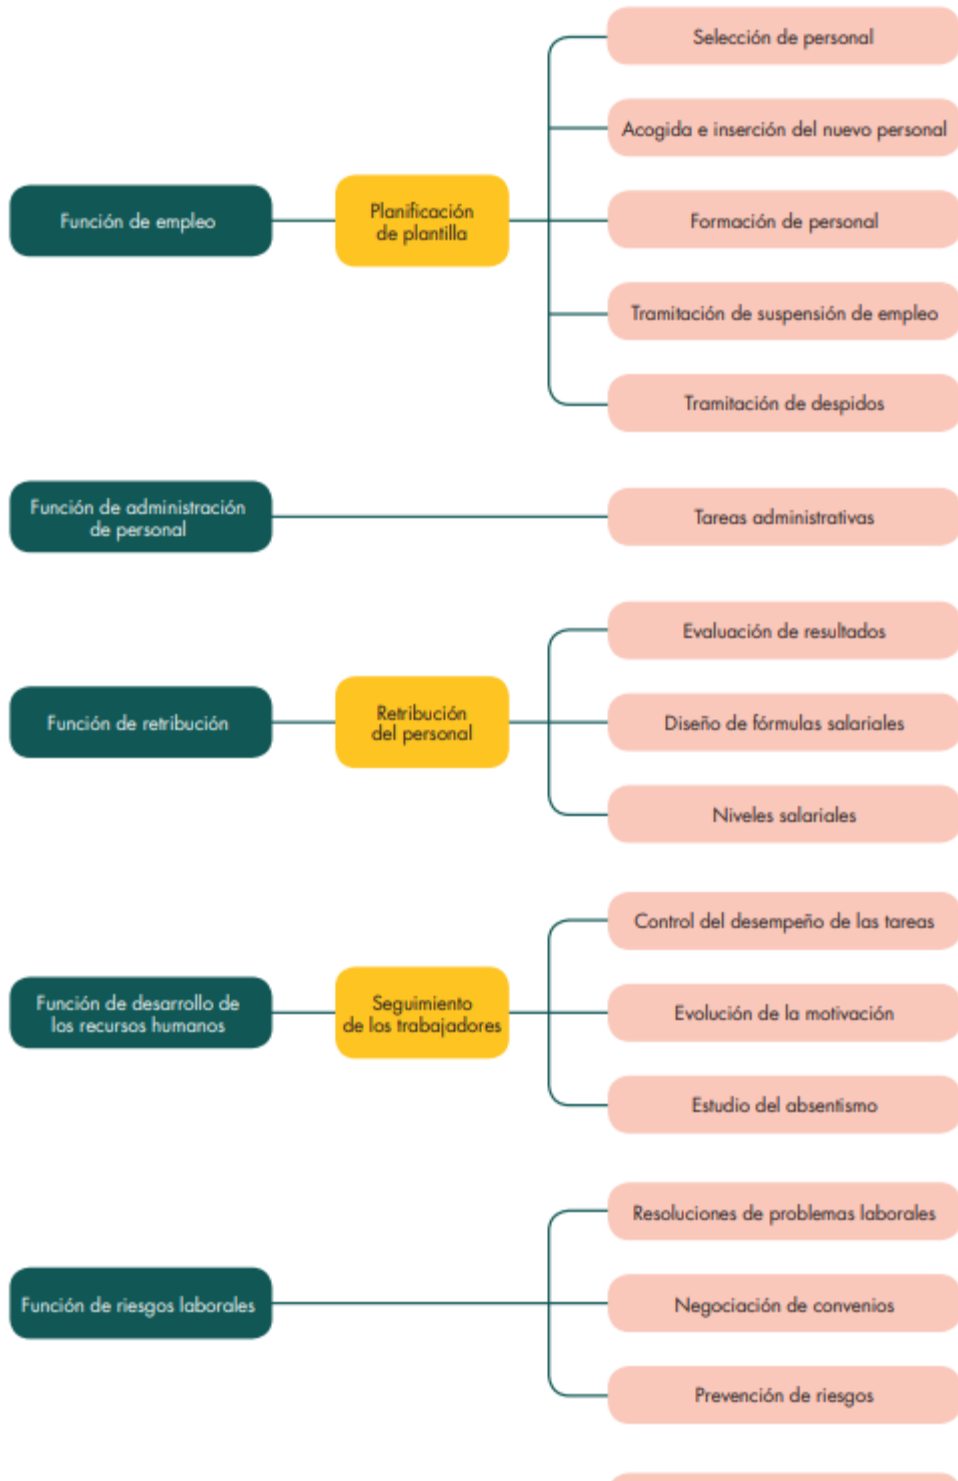 Selección de personal
Acogida e inserción del nuevo personal
Función de empleo
Planificación
de plantilla
Formación de personal
Tramitación de suspensión de empleo
Tramitación de despidos
Función de administración
de personal
Tareas administrativas
Evaluación de resultados
Función de retribución
Retribución
del personal
Diseño de fórmulas salariales
Niveles salariales
Control del desempeño de las tareas
Función de desarrollo de
los recursos humanos
Seguimiento
de los trabajadores
Evolución de la motivación
Estudio del absentismo
Resoluciones de problemas laborales
Función de riesgos laborales
Negociación de convenios
Prevención de riesgos